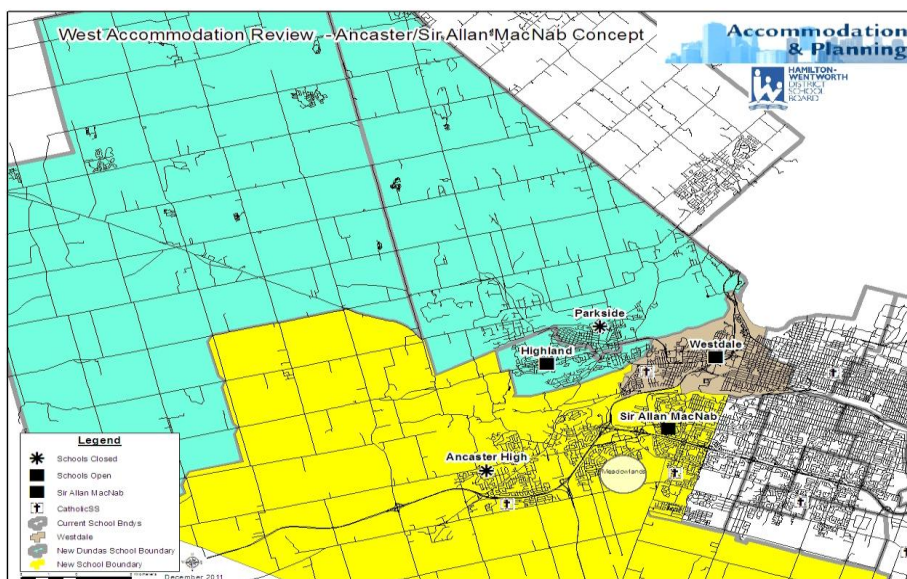 West Accommodation Review - Ancaster/Sir Allan MacNab Concept
Accommodation
& Planning
HAMILTON-
WENTWORTH
DISTRICT
SCHOOL
BOARD
Parkside
Highland
Westdale
Sir Allan MacNab
Ancaster High
Meadowlands
Legend
Schools Closed
Schools Open
Sir Allan MacNab
CatholicSS
Current School Bndys
Westdale
New Dundas School Boundary
New School Boundary
December 2011